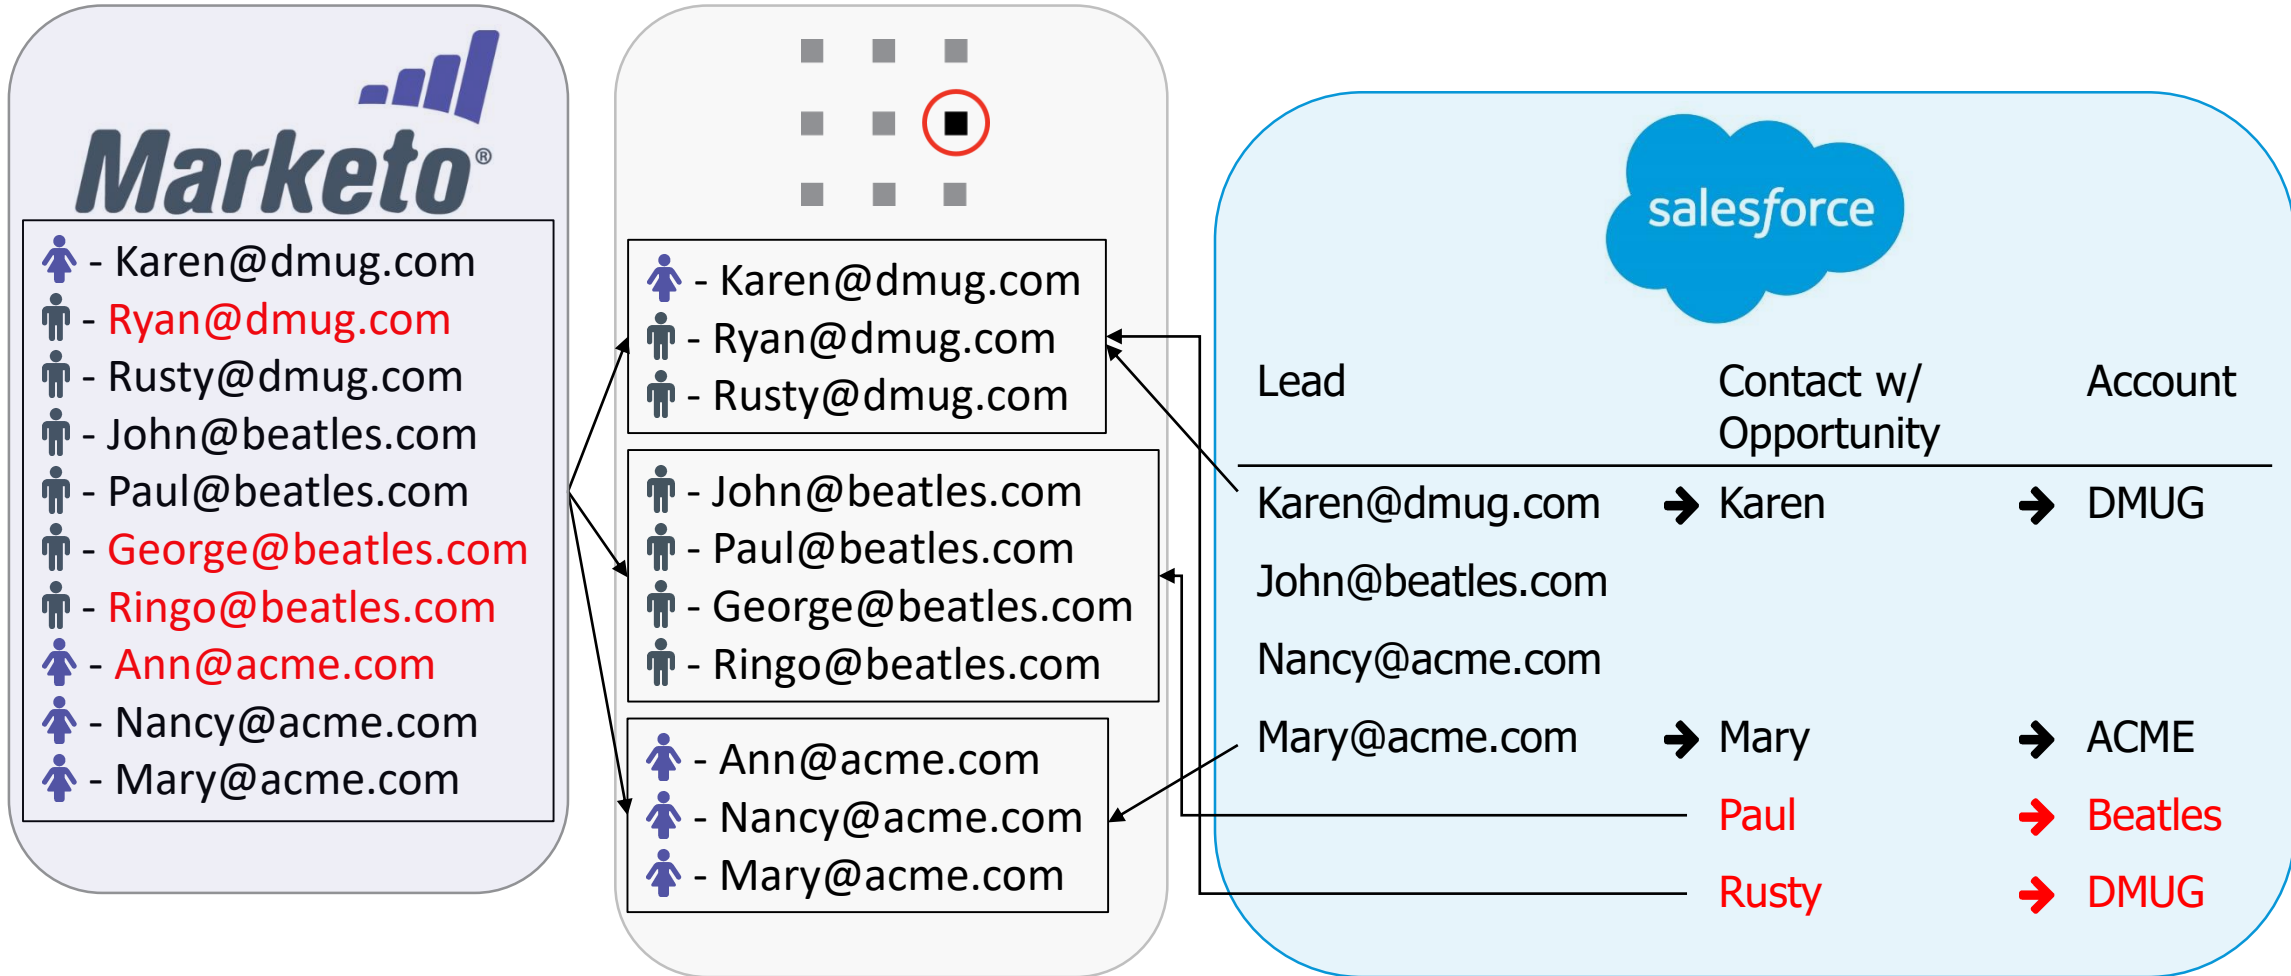 Marketo®
- Karen@dmug.com
- Ryan@dmug.com
- Rusty@dmug.com
- John@beatles.com
- Paul@beatles.com
- George@beatles.com
- Ringo@beatles.com
- Ann@acme.com
- Nancy@acme.com
- Mary@acme.com
- Karen@dmug.com
- Ryan@dmug.com
- Rusty@dmug.com
- John@beatles.com
- Paul@beatles.com
- George@beatles.com
- Ringo@beatles.com
- Ann@acme.com
- Nancy@acme.com
- Mary@acme.com
salesforce
Lead Contact w/ Account
Opportunity
Karen@dmug.com → Karen → DMUG
John@beatles.com
Nancy@acme.com
Mary@acme.com → Mary → ACME
Paul → Beatles
Rusty → DMUG